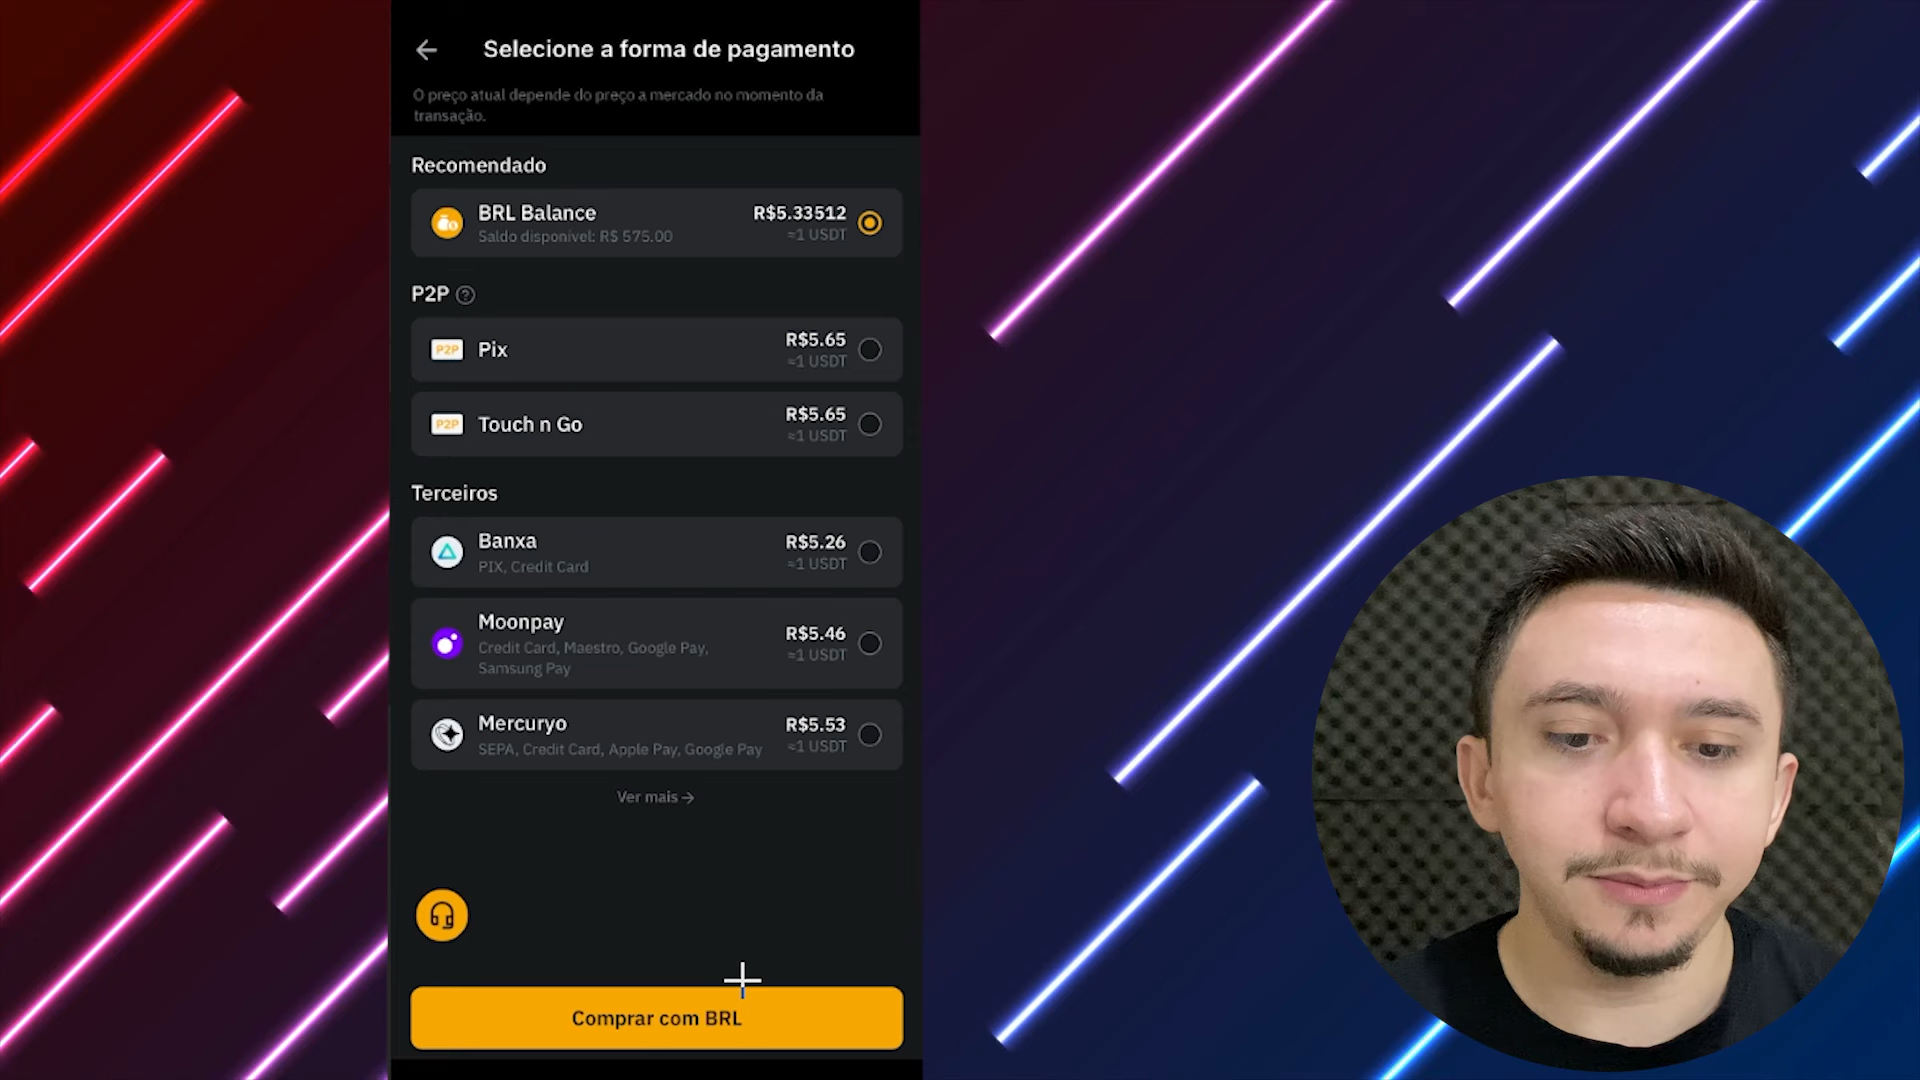 Selecione a forma de pagamento
O preço atual depende do preço a mercado no momento da
transação.
Recomendado
BRL Balance
R$5.33512
Saldo disponível: R$ 575.00
≈1 USDT
P2P
P2P
Pix
R$5.65
≈1 USDT
P2P
Touch n Go
R$5.65
≈1 USDT
Terceiros
Banxa
R$5.26
PIX, Credit Card
≈1 USDT
Moonpay
R$5.46
Credit Card, Maestro, Google Pay,
Samsung Pay
≈1 USDT
Mercuryo
R$5.53
SEPA, Credit Card, Apple Pay, Google Pay
≈1 USDT
Ver mais →
Comprar com BRL